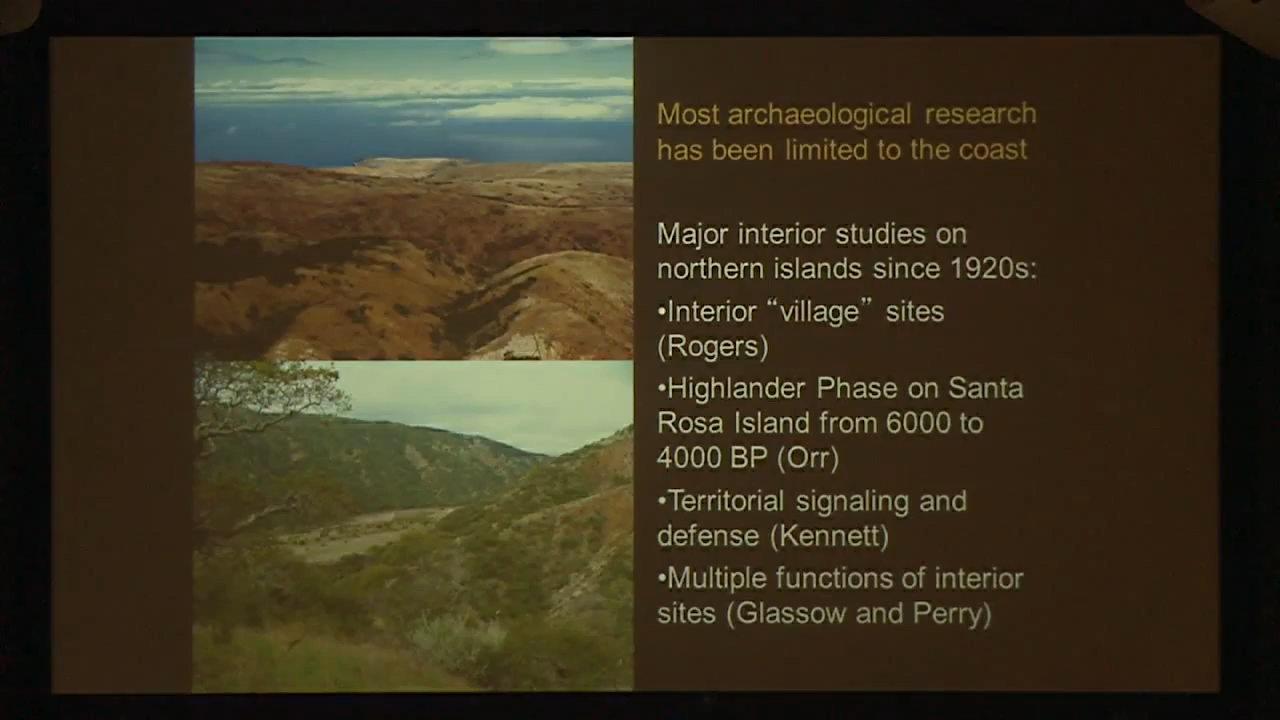 Most archaeological research
has been limited to the coast
Major interior studies on
northern islands since 1920s:
•Interior “village” sites
(Rogers)
•Highlander Phase on Santa
Rosa Island from 6000 to
4000 BP (Orr)
•Territorial signaling and
defense (Kennett)
•Multiple functions of interior
sites (Glassow and Perry)